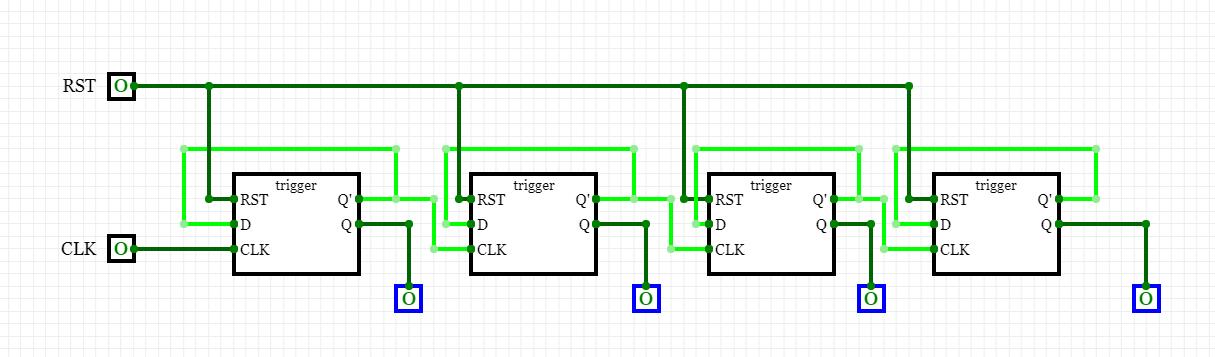 RST 0
trigger trigger trigger trigger
RST Q' RST Q' RST Q' RST Q'
D Q D Q D Q D Q
CLK 0 CLK CLK CLK CLK
0 0 0 0